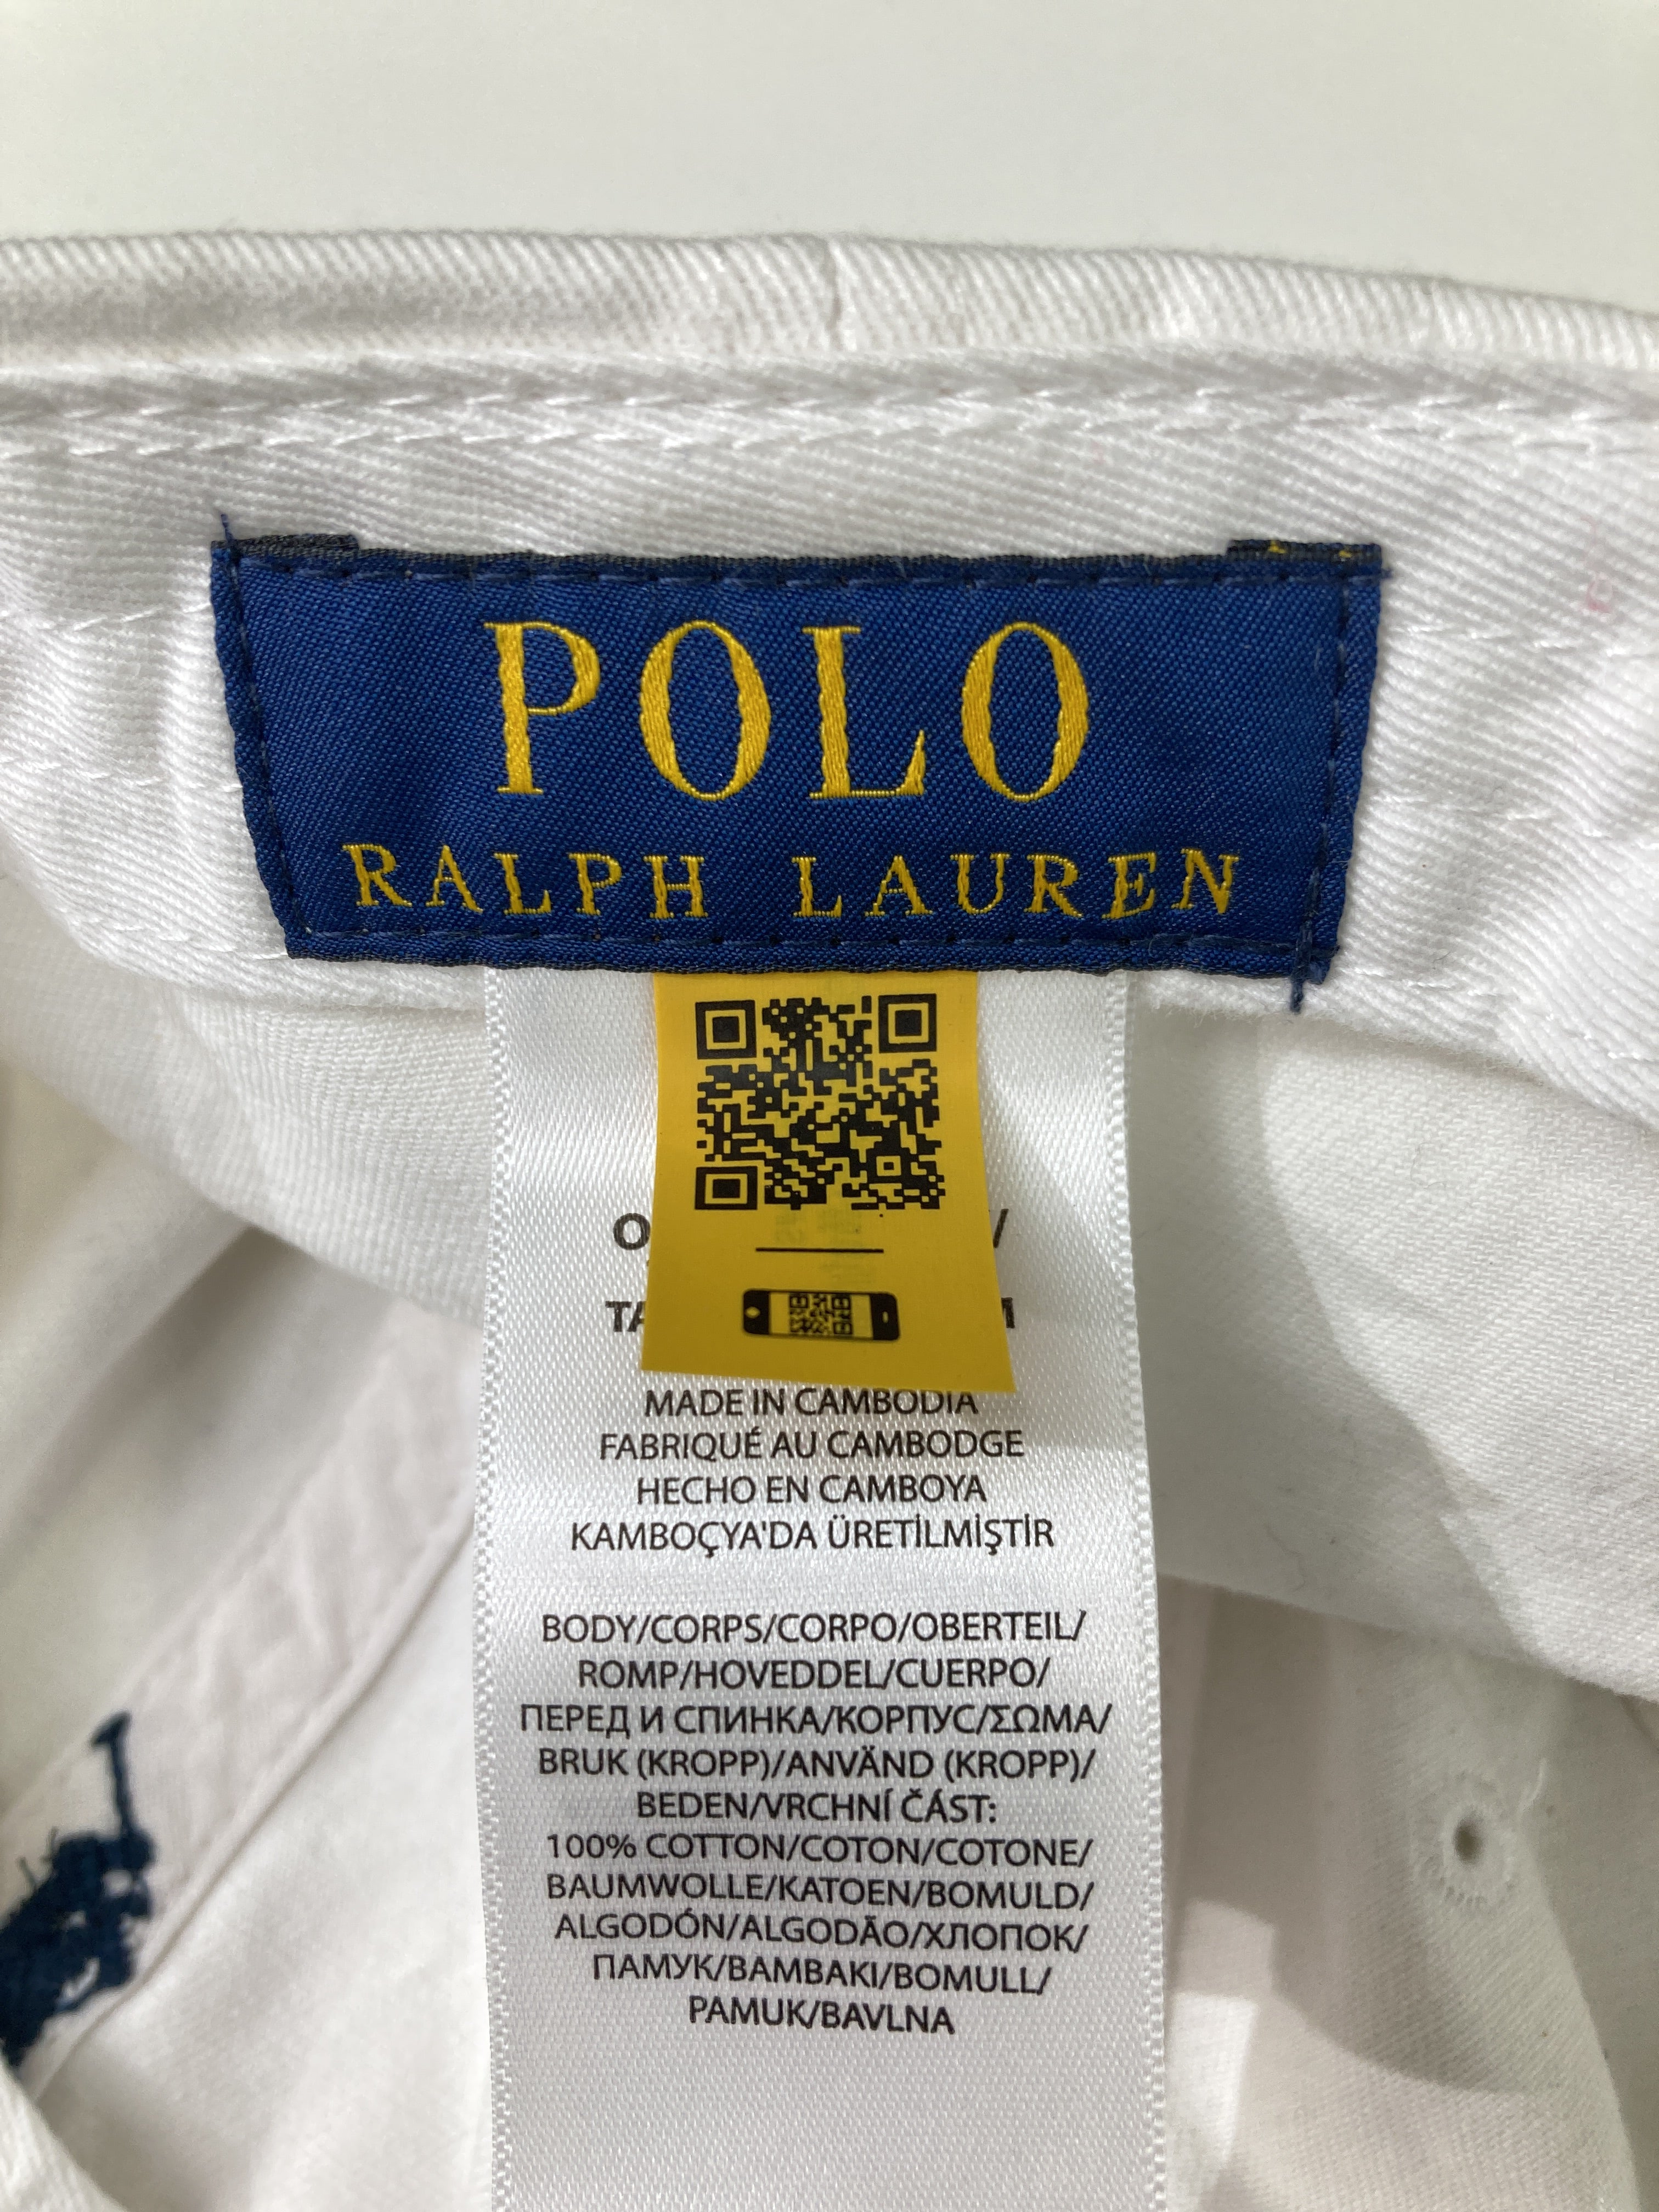 POLO
RALPH LAUREN
MADE IN CAMBODIA
FABRIQUÉ AU CAMBODGE
HECHO EN CAMBOYA
KAMBOÇYA'DA ÜRETİLMİŞTİR
BODY/CORPS/CORPO/OBERTEIL/
ROMP/HOVEDDEL/CUERPO/
ПЕРЕД И СПИНКА/КОРПУС/ΣΩΜΑ/
BRUK (KROPP)/ANVÄND (KROPP)/
BEDEN/VRCHNÍ ČÁST:
100% COTTON/COTON/COTONE/
BAUMWOLLE/KATOEN/BOMULD/
ALGODÓN/ALGODÃO/ХЛОПОК/
ПАМУК/ΒΑΜΒΑΚΙ/BOMULL/
PAMUK/BAVLNA